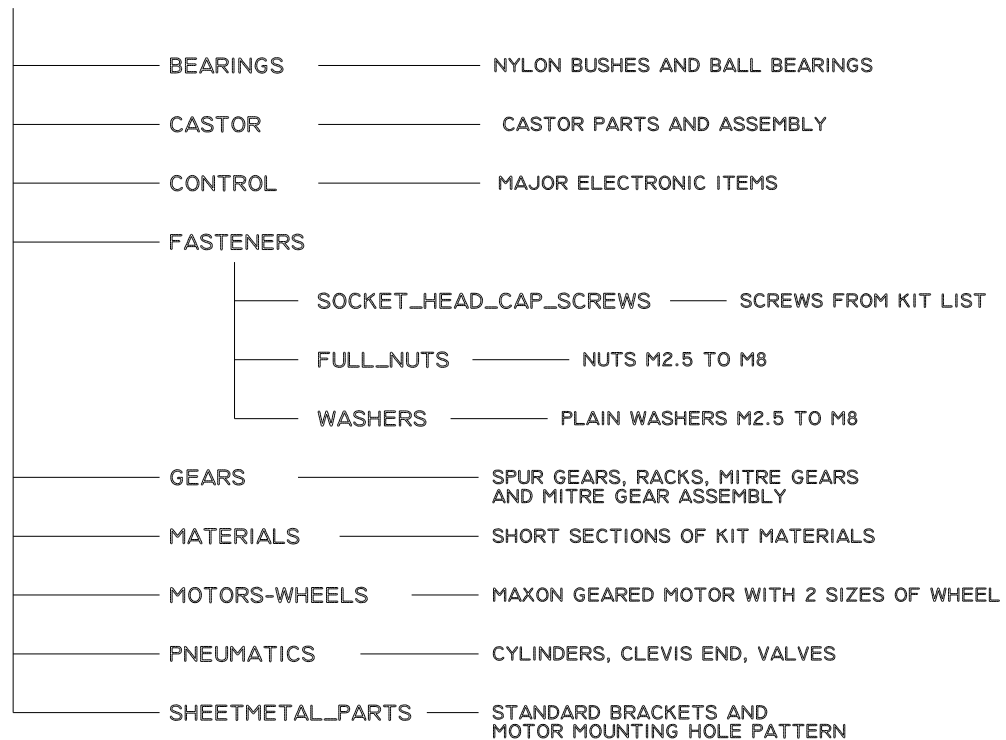 BEARINGS NYLON BUSHES AND BALL BEARINGS
CASTOR CASTOR PARTS AND ASSEMBLY
CONTROL MAJOR ELECTRONIC ITEMS
FASTENERS
SOCKET_HEAD_CAP_SCREWS SCREWS FROM KIT LIST
FULL_NUTS NUTS M2.5 TO M8
WASHERS PLAIN WASHERS M2.5 TO M8
GEARS SPUR GEARS, RACKS, MITRE GEARS
AND MITRE GEAR ASSEMBLY
MATERIALS SHORT SECTIONS OF KIT MATERIALS
MOTORS-WHEELS MAXON GEARED MOTOR WITH 2 SIZES OF WHEEL
PNEUMATICS CYLINDERS, CLEVIS END, VALVES
SHEETMETAL_PARTS STANDARD BRACKETS AND
MOTOR MOUNTING HOLE PATTERN